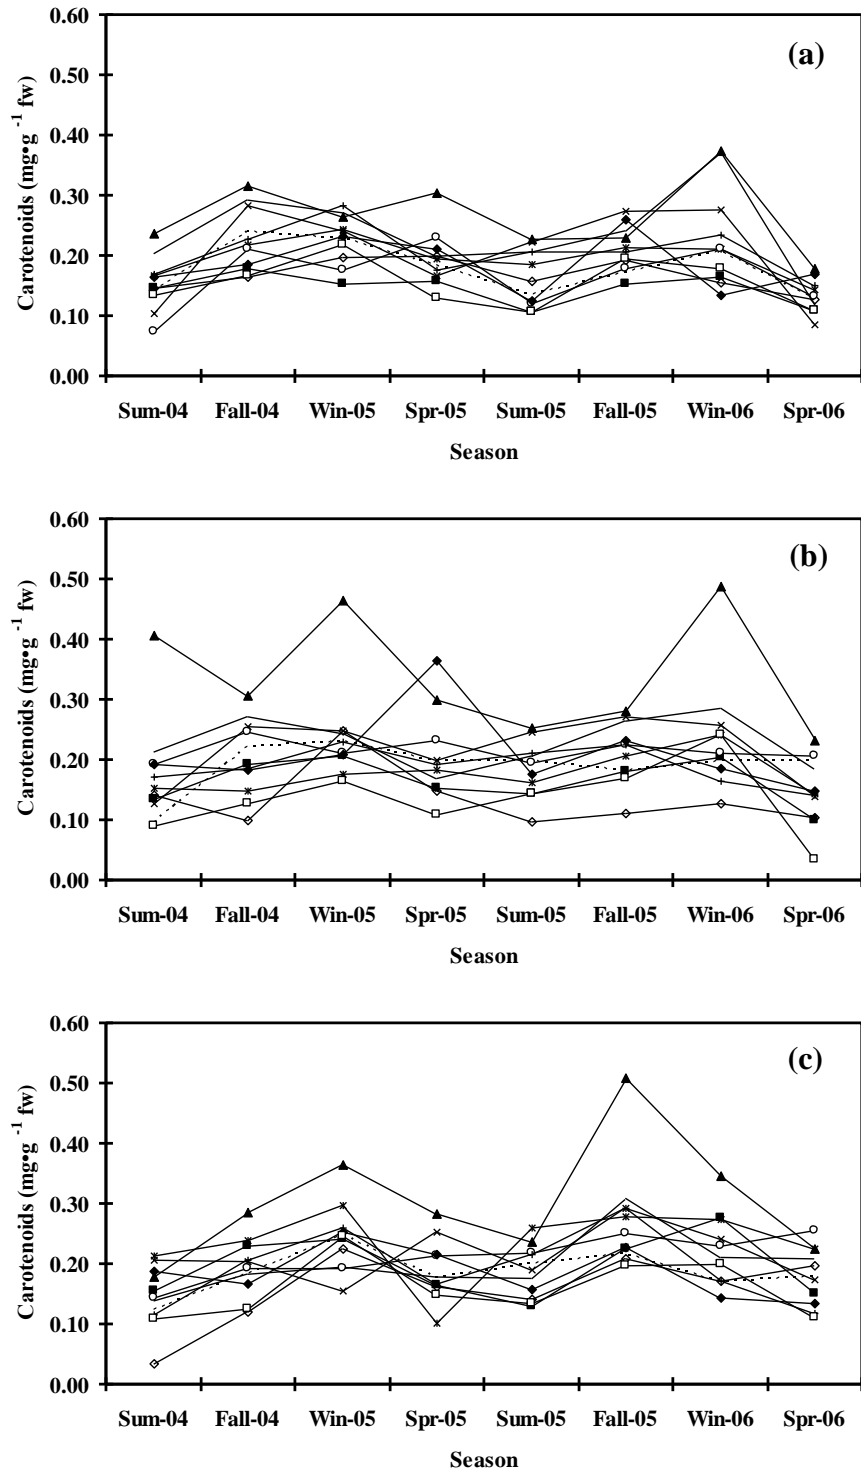 0.60
(a)
0.50
0.40
0.30
0.20
0.10
0.00
Carotenoids (mg•g -1 fw)
Sum-04 Fall-04 Win-05 Spr-05 Sum-05 Fall-05 Win-06 Spr-06
Season
0.60
(b)
0.50
0.40
0.30
0.20
0.10
0.00
Carotenoids (mg•g -1 fw)
Sum-04 Fall-04 Win-05 Spr-05 Sum-05 Fall-05 Win-06 Spr-06
Season
0.60
(c)
0.50
0.40
0.30
0.20
0.10
0.00
Carotenoids (mg•g -1 fw)
Sum-04 Fall-04 Win-05 Spr-05 Sum-05 Fall-05 Win-06 Spr-06
Season